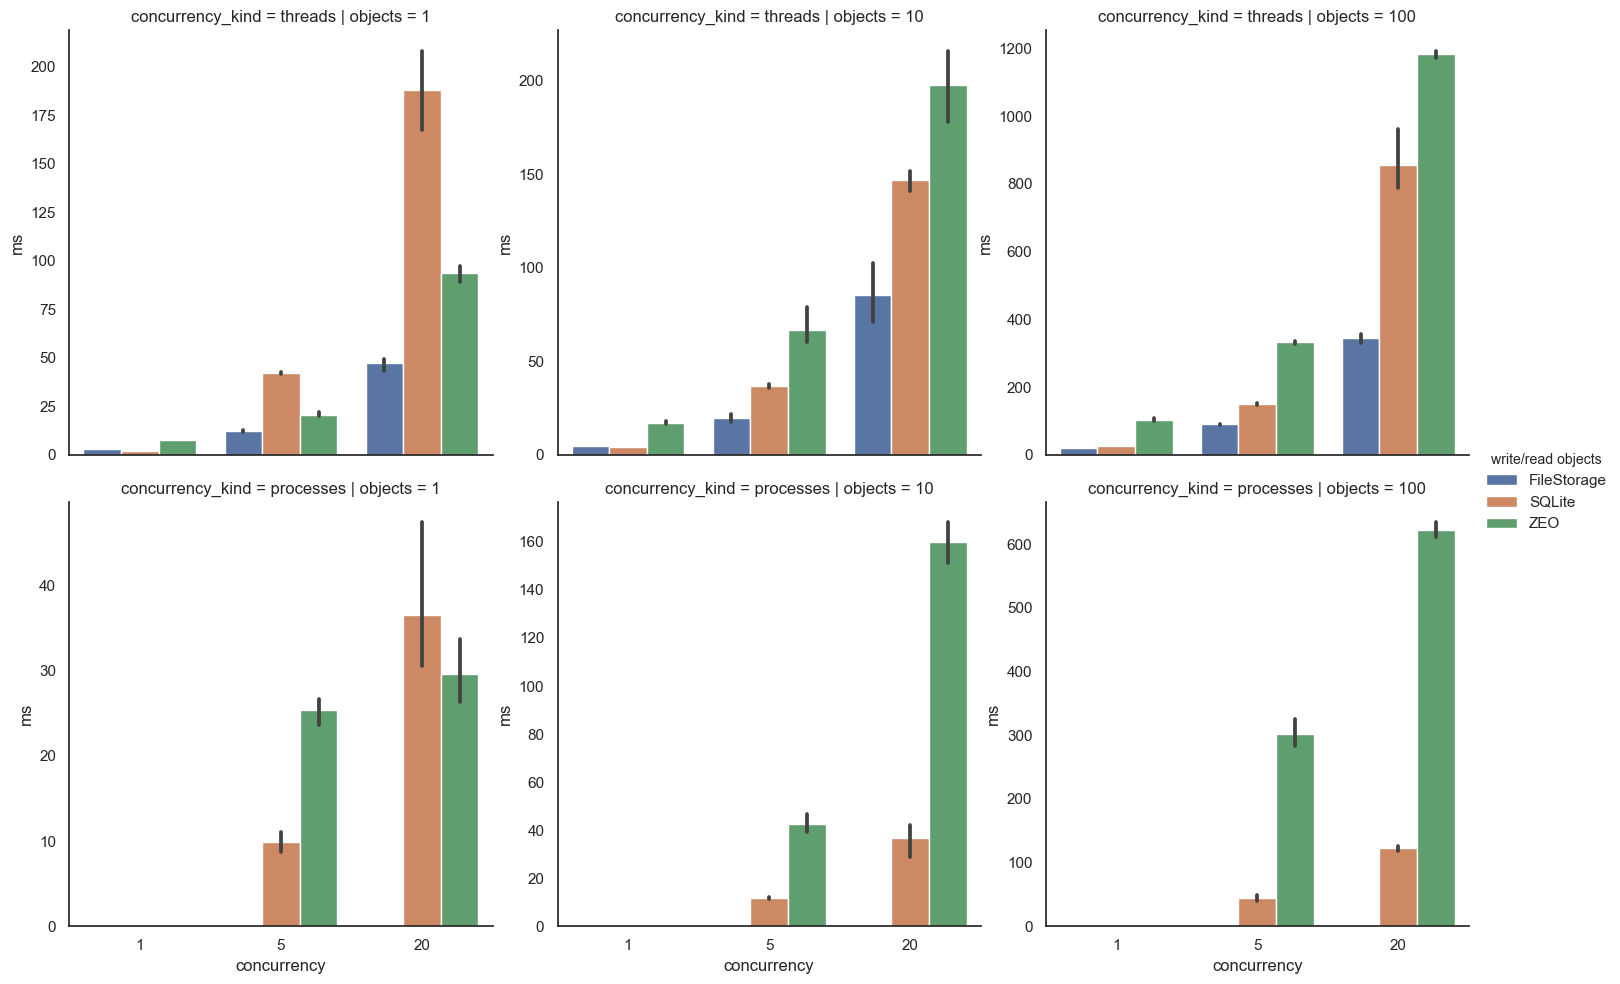 concurrency_kind = threads | objects = 1
200
175
150
125
100
75
50
25
0
ms
concurrency_kind = threads | objects = 10
200
150
100
50
0
ms
concurrency_kind = threads | objects = 100
1200
1000
800
600
400
200
0
ms
concurrency_kind = processes | objects = 1
40
30
20
10
0
ms
1 5 20
concurrency
concurrency_kind = processes | objects = 10
160
140
120
100
80
60
40
20
0
ms
1 5 20
concurrency
concurrency_kind = processes | objects = 100
600
500
400
300
200
100
0
ms
1 5 20
concurrency
write/read objects
FileStorage
SQLite
ZEO